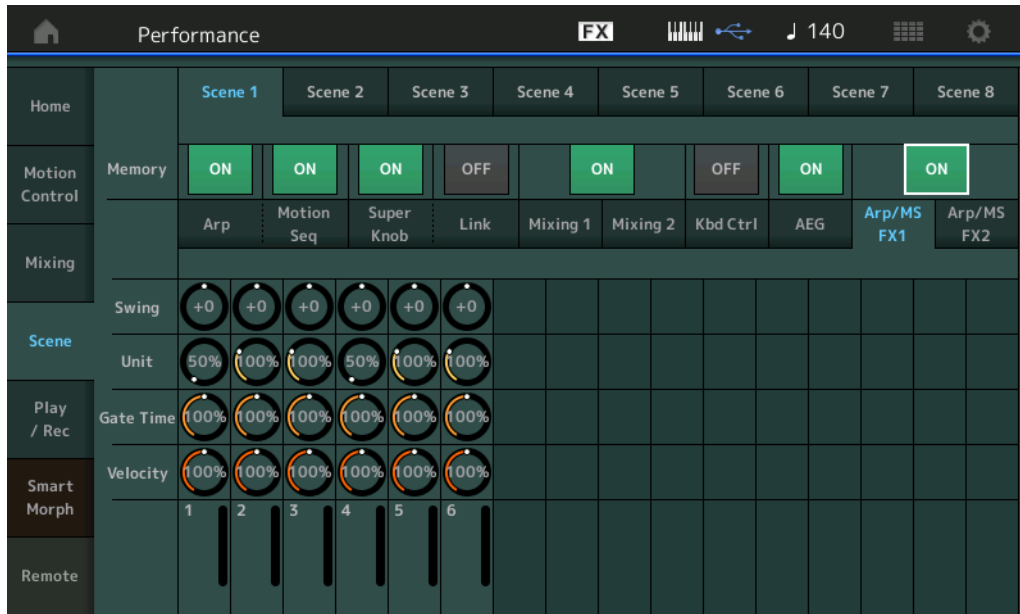 Performance FX 140
Scene 1 Scene 2 Scene 3 Scene 4 Scene 5 Scene 6 Scene 7 Scene 8
Home
Memory ON ON ON OFF ON OFF ON ON
Motion
Control
Arp Motion Seq Super Knob Link Mixing 1 Mixing 2 Kbd Ctrl AEG Arp/MS FX1 Arp/MS FX2
Mixing
Swing +0 +0 +0 +0 +0 +0
Scene
Unit 50% 100% 100% 50% 100% 100%
Play
/ Rec
Gate Time 100% 100% 100% 100% 100% 100%
Velocity 100% 100% 100% 100% 100% 100%
Smart
Morph
1 2 3 4 5 6
Remote